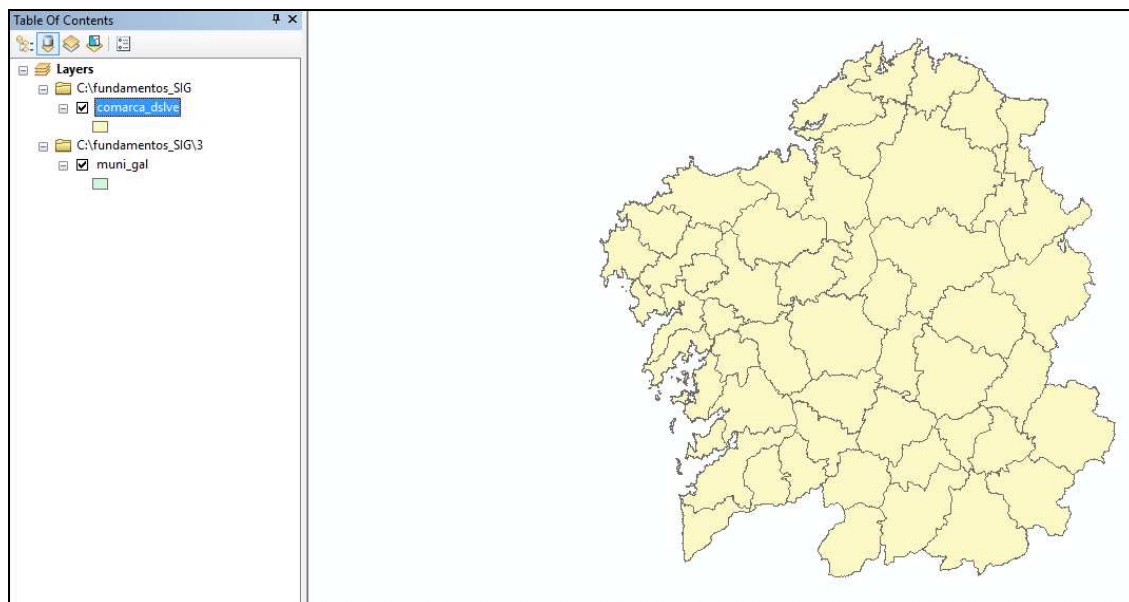 Table Of Contents
Layers
C:\fundamentos_SIG
comarca_dslve
C:\fundamentos_SIG\3
muni_gal